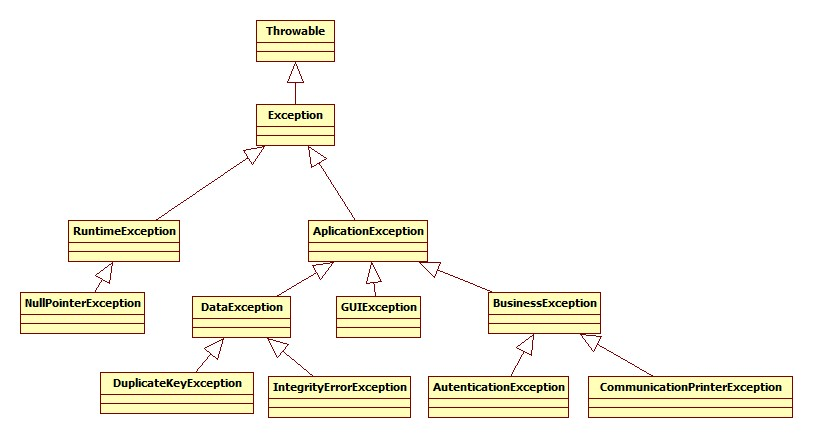 Throwable
Exception
RuntimeException
AplicationException
NullPointerException
DataException
GUIException
BusinessException
DuplicateKeyException
IntegrityErrorException
AutenticationException
CommunicationPrinterException